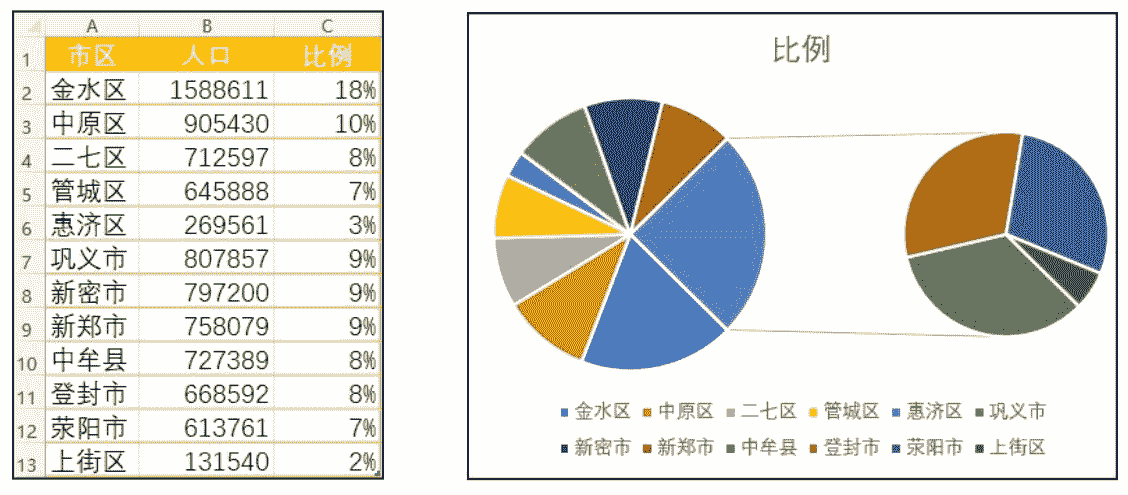 A B C
1 市区 人口 比例
2 金水区 1588611 18%
3 中原区 905430 10%
4 二七区 712597 8%
5 管城区 645888 7%
6 惠济区 269561 3%
7 巩义市 807857 9%
8 新密市 797200 9%
9 新郑市 758079 9%
10 中牟县 727389 8%
11 登封市 668592 8%
12 荥阳市 613761 7%
13 上街区 131540 2%
比例
金水区 中原区 二七区 管城区 惠济区 巩义市
新密市 新郑市 中牟县 登封市 荥阳市 上街区